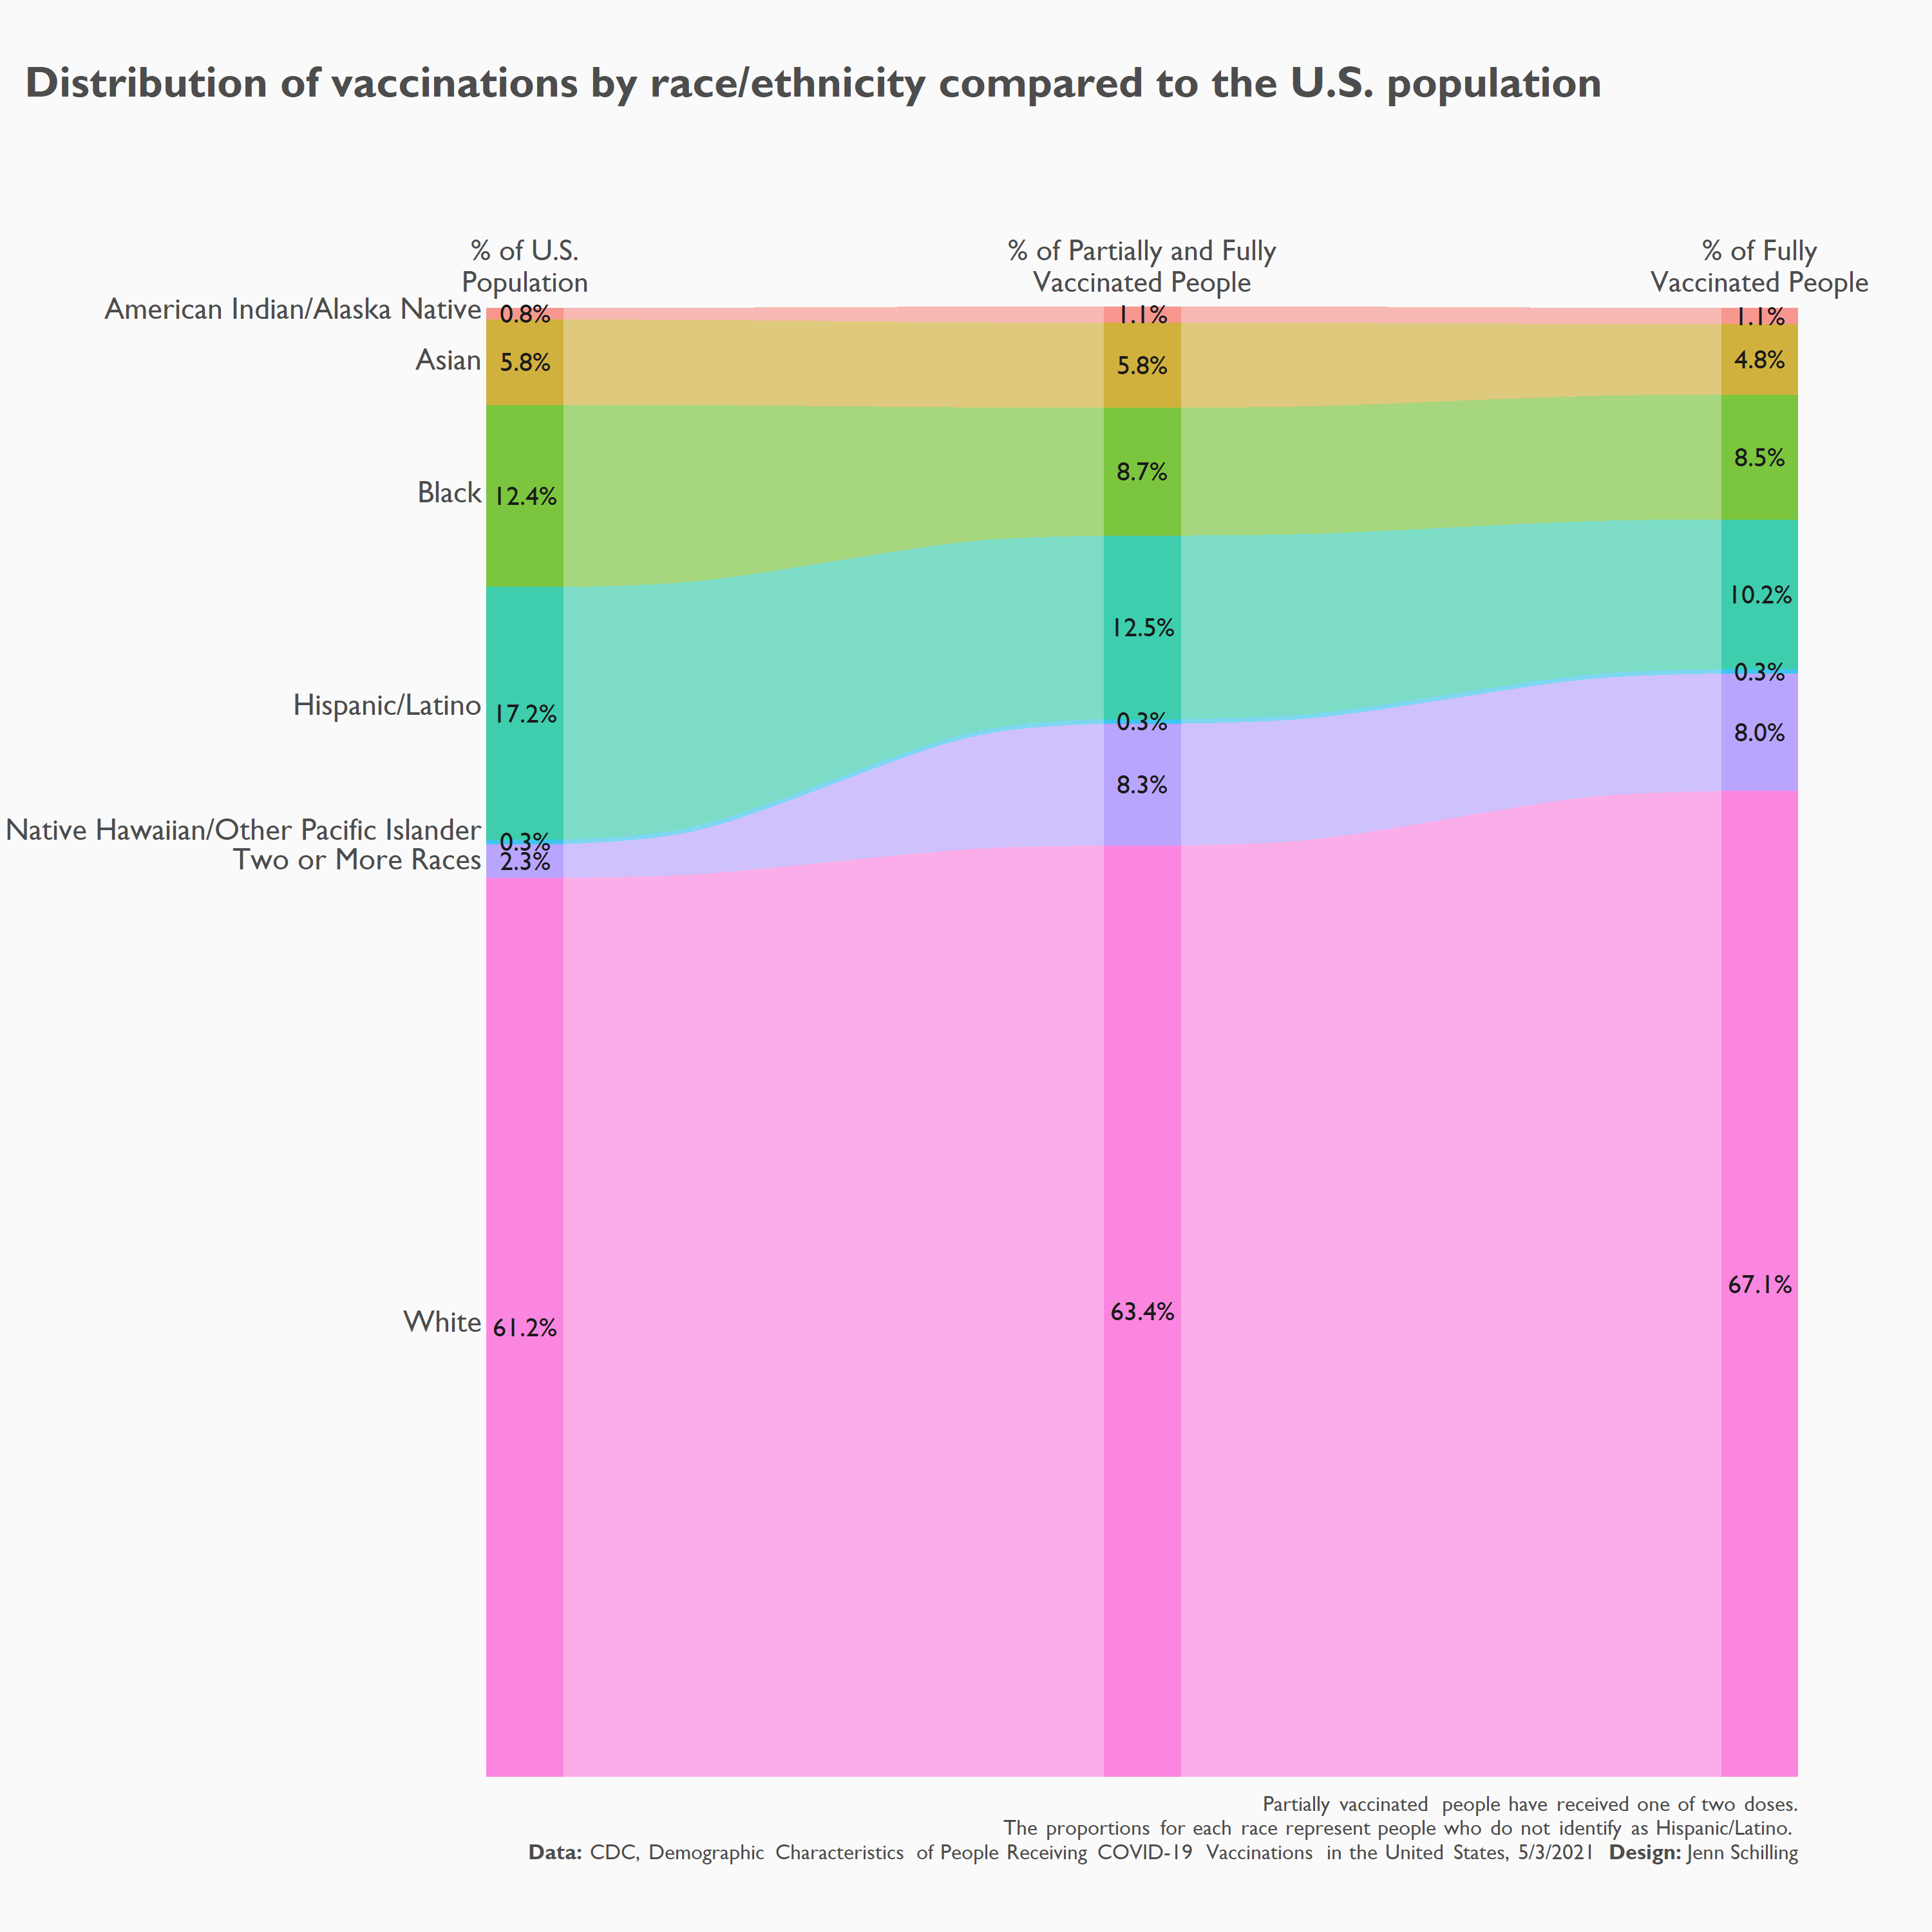 Distribution of vaccinations by race/ethnicity compared to the U.S. population
% of U.S.
Population
% of Partially and Fully
Vaccinated People
% of Fully
Vaccinated People
American Indian/Alaska Native
0.8%
1.1%
1.1%
Asian
5.8%
5.8%
4.8%
Black
12.4%
8.7%
8.5%
Hispanic/Latino
17.2%
12.5%
10.2%
Native Hawaiian/Other Pacific Islander
0.3%
0.3%
0.3%
Two or More Races
2.3%
8.3%
8.0%
White
61.2%
63.4%
67.1%
Partially vaccinated people have received one of two doses.
The proportions for each race represent people who do not identify as Hispanic/Latino.
Data: CDC, Demographic Characteristics of People Receiving COVID-19 Vaccinations in the United States, 5/3/2021 Design: Jenn Schilling